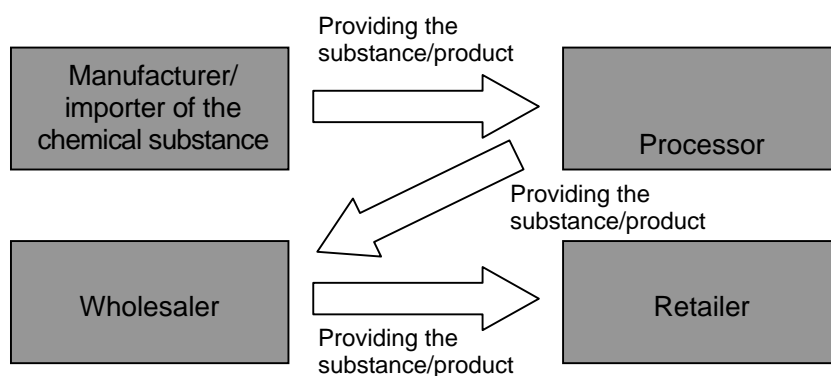 Providing the
substance/product
Manufacturer/
importer of the
chemical substance
Processor
Providing the
substance/product
Wholesaler
Retailer
Providing the
substance/product